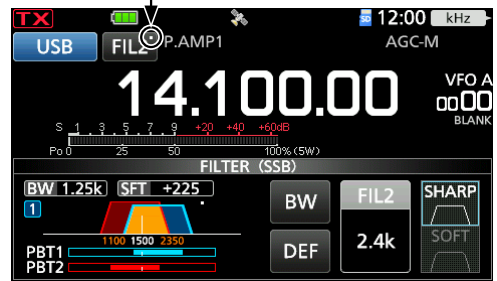 TX SD 12:00 kHz
USB FIL2 P.AMP1 AGC-M
14.100.00 VFO A
00
BLANK
S 1 3 5 7 9 +20 +40 +60dB
Po 0 25 50 100% (5W)
FILTER (SSB)
BW 1.25k SFT +225
1
1100 1500 2350
PBT1
PBT2
BW
DEF
FIL2
2.4k
SHARP
SOFT